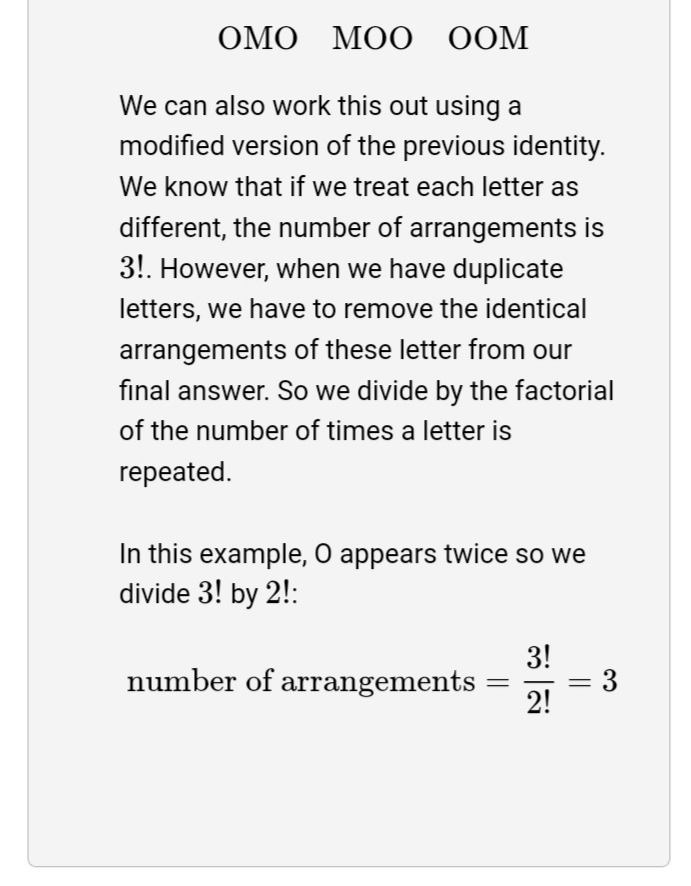 OMO MOO OOM
We can also work this out using a
modified version of the previous identity.
We know that if we treat each letter as
different, the number of arrangements is
3!. However, when we have duplicate
letters, we have to remove the identical
arrangements of these letter from our
final answer. So we divide by the factorial
of the number of times a letter is
repeated.
In this example, O appears twice so we
divide 3! by 2!:
number of arrangements = 3!/2! = 3